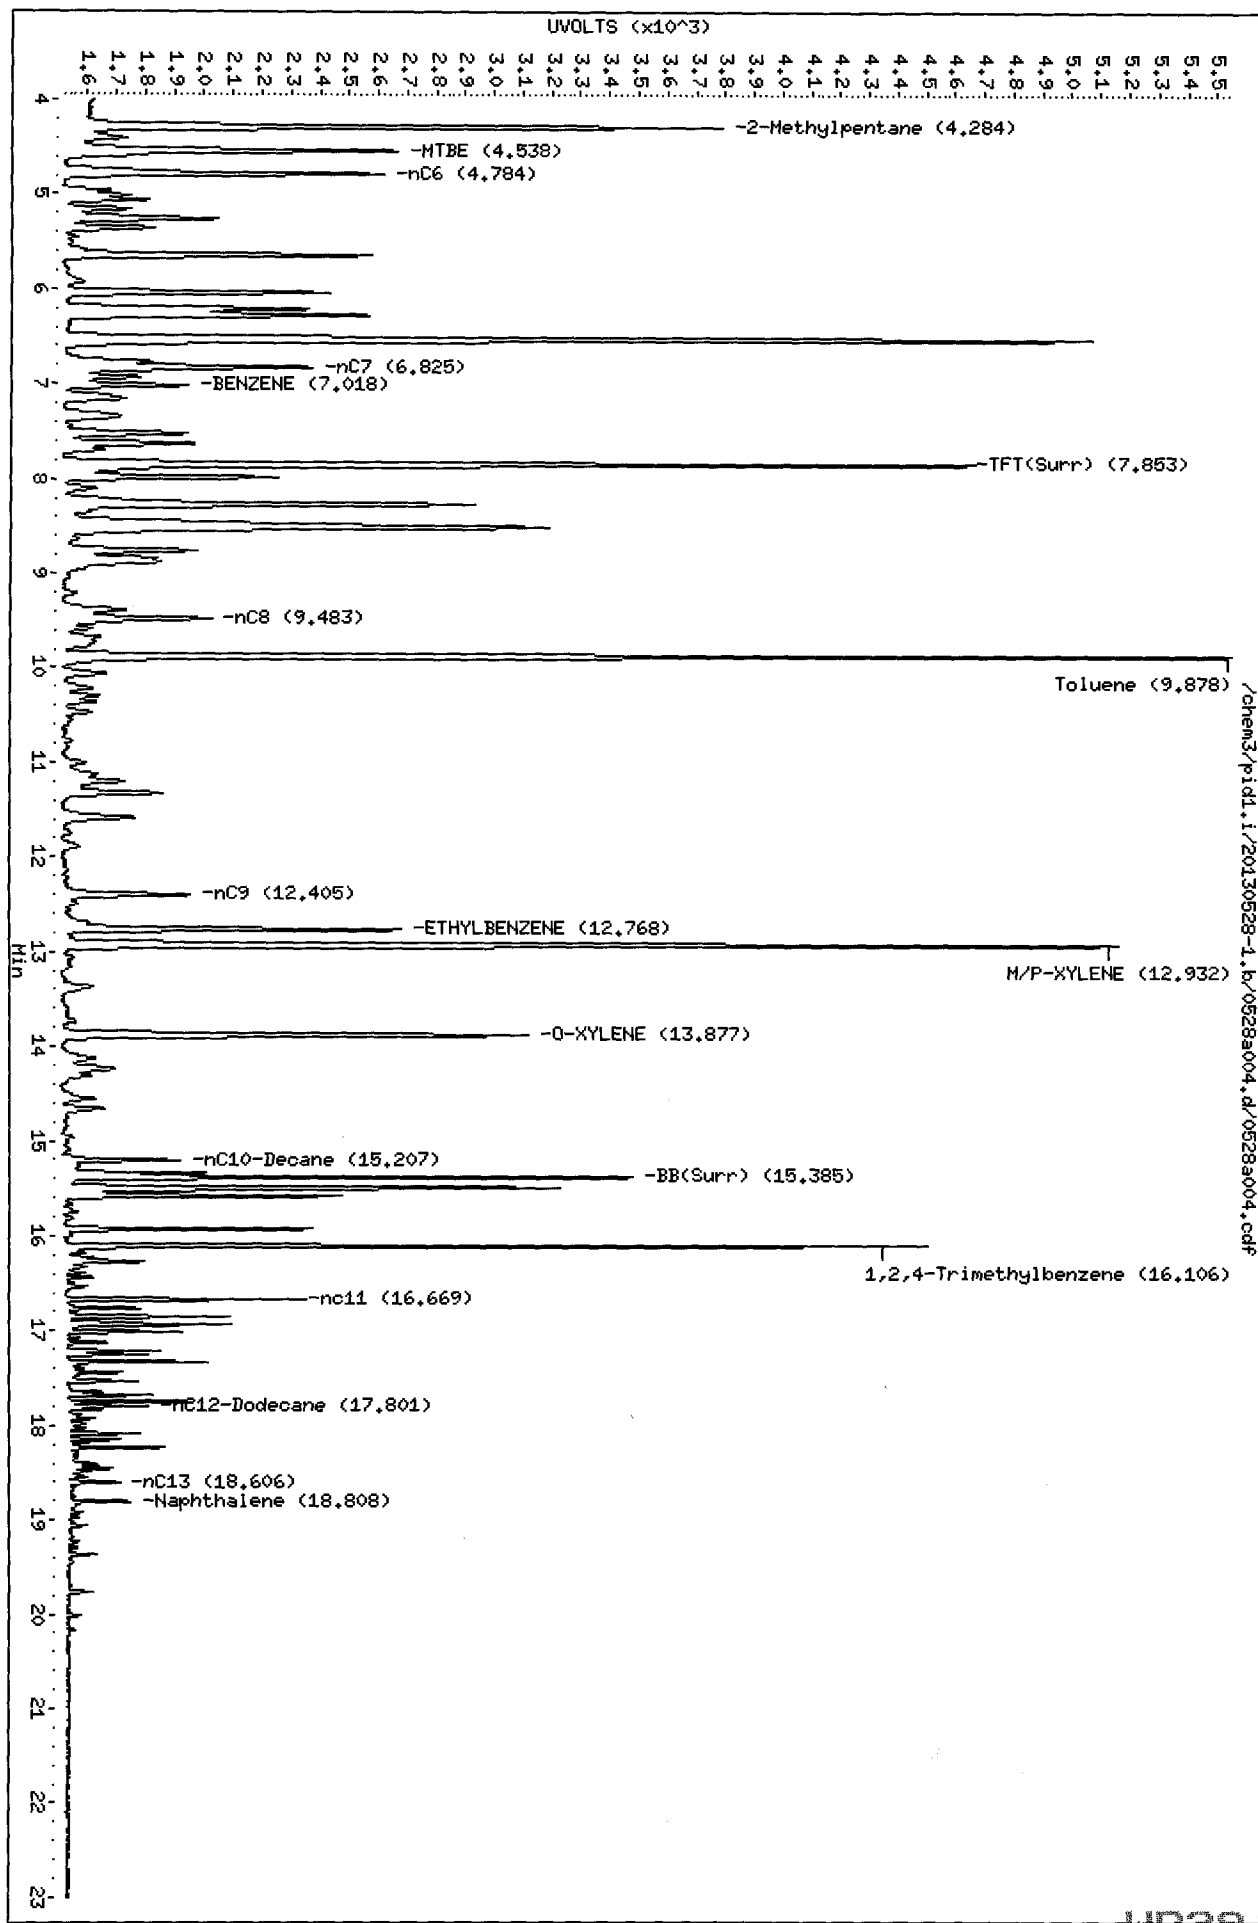 /chem3/pid1.i/20130528-1.b/0528a004.d/0528a004.cdf
UVOLTS (x10^3)
1.6
1.7
1.8
1.9
2.0
2.1
2.2
2.3
2.4
2.5
2.6
2.7
2.8
2.9
3.0
3.1
3.2
3.3
3.4
3.5
3.6
3.7
3.8
3.9
4.0
4.1
4.2
4.3
4.4
4.5
4.6
4.7
4.8
4.9
5.0
5.1
5.2
5.3
5.4
5.5
-2-Methylpentane (4.284)
-MTBE (4.538)
-nC6 (4.784)
-nC7 (6.825)
-BENZENE (7.018)
-TFT(Surr) (7.853)
-nC8 (9.483)
Toluene (9.878)
-nC9 (12.405)
-ETHYLBENZENE (12.768)
M/P-XYLENE (12.932)
-O-XYLENE (13.877)
-nC10-Decane (15.207)
-BB(Surr) (15.385)
1,2,4-Trimethylbenzene (16.106)
-nc11 (16.669)
-nC12-Dodecane (17.801)
-nC13 (18.606)
-Naphthalene (18.808)
4
5
6
7
8
9
10
11
12
13
14
15
16
17
18
19
20
21
22
23
Min